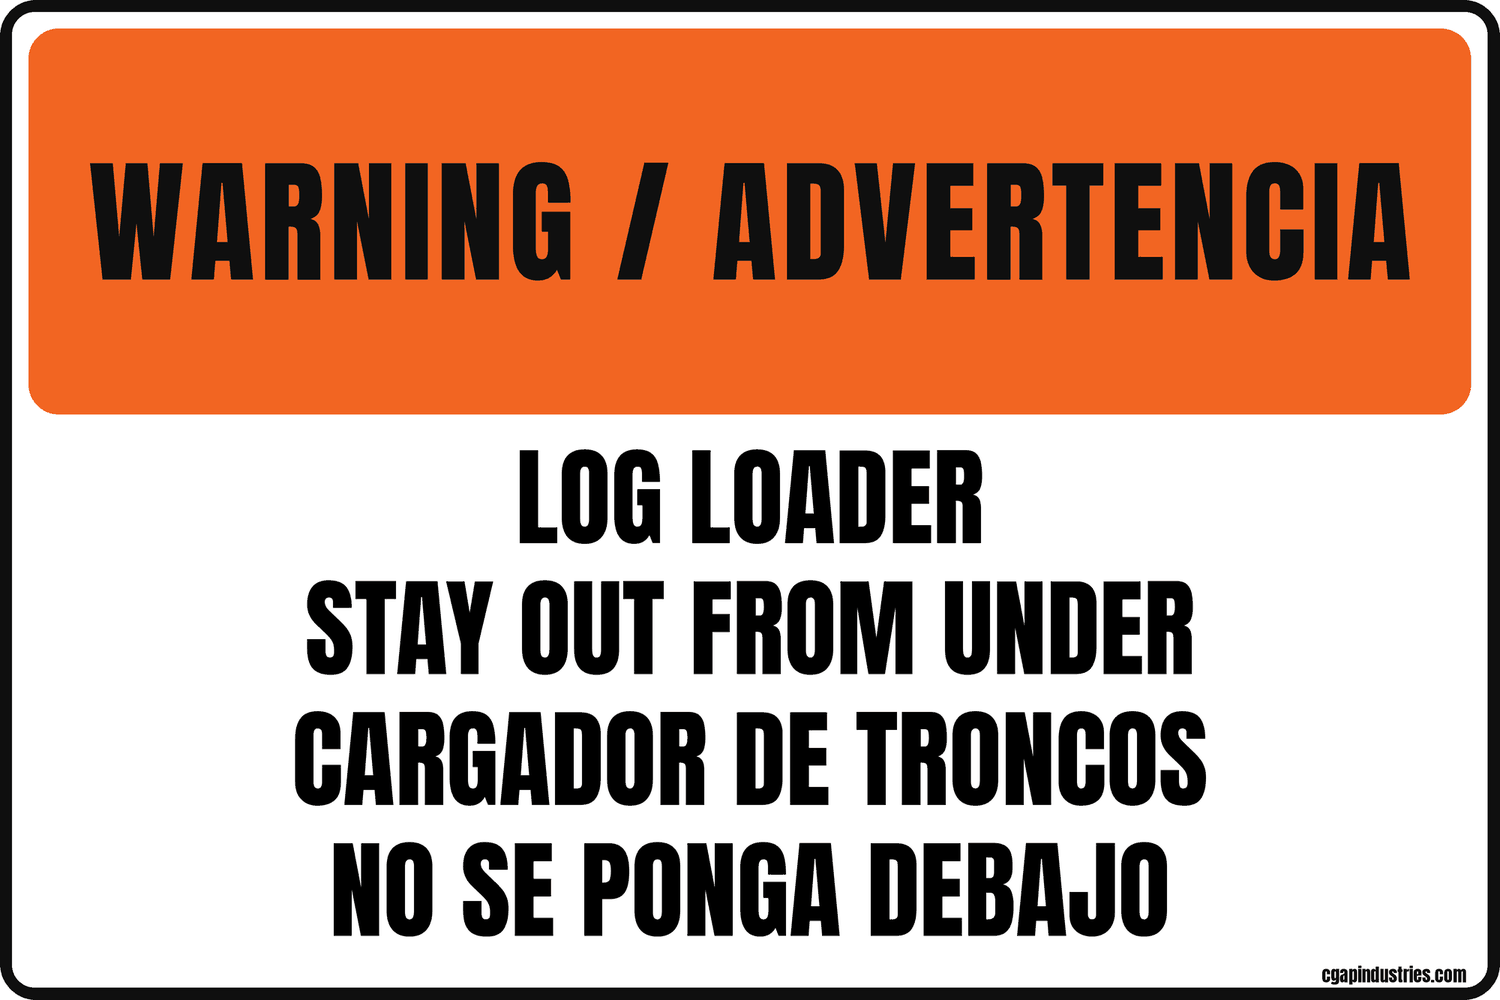 WARNING / ADVERTENCIA
LOG LOADER
STAY OUT FROM UNDER
CARGADOR DE TRONCOS
NO SE PONGA DEBAJO
cgapindustries.com